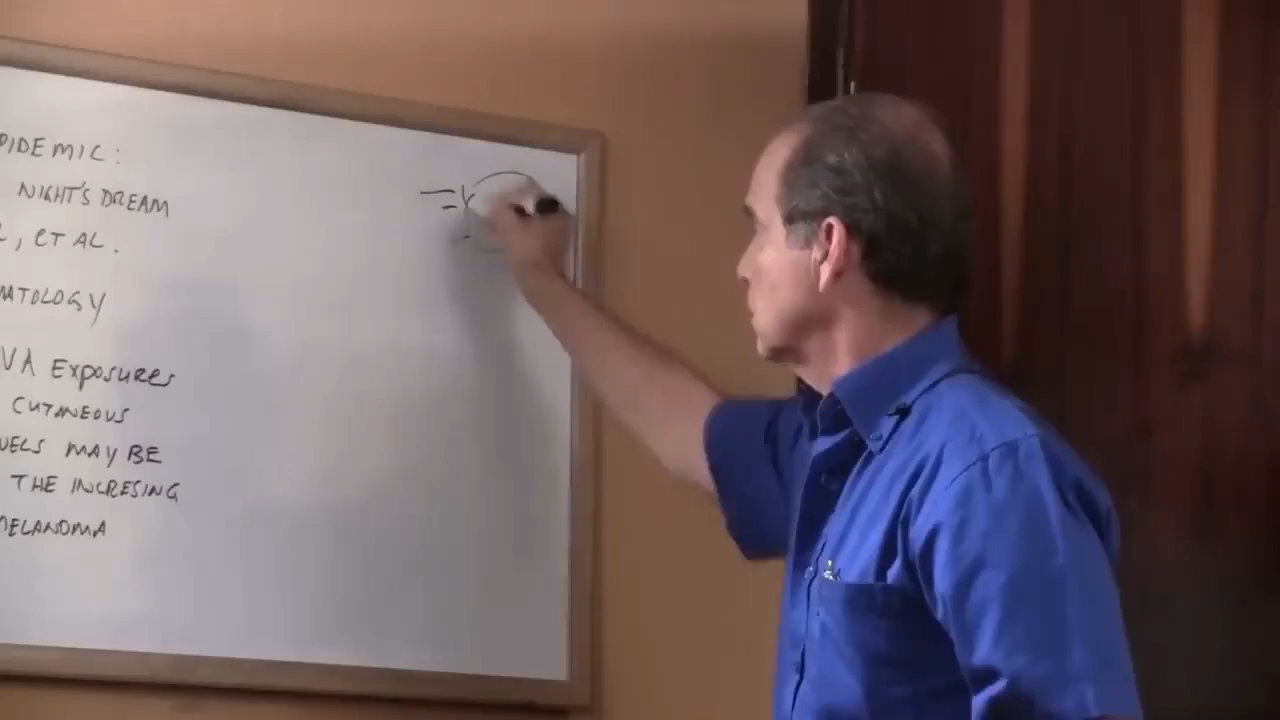 PIDEMIC:
NIGHT'S DREAM
L, ET AL.
MATOLOGY
VA EXPOSURES
CUTANEOUS
VELS MAY BE
THE INCRESING
MELANOMA